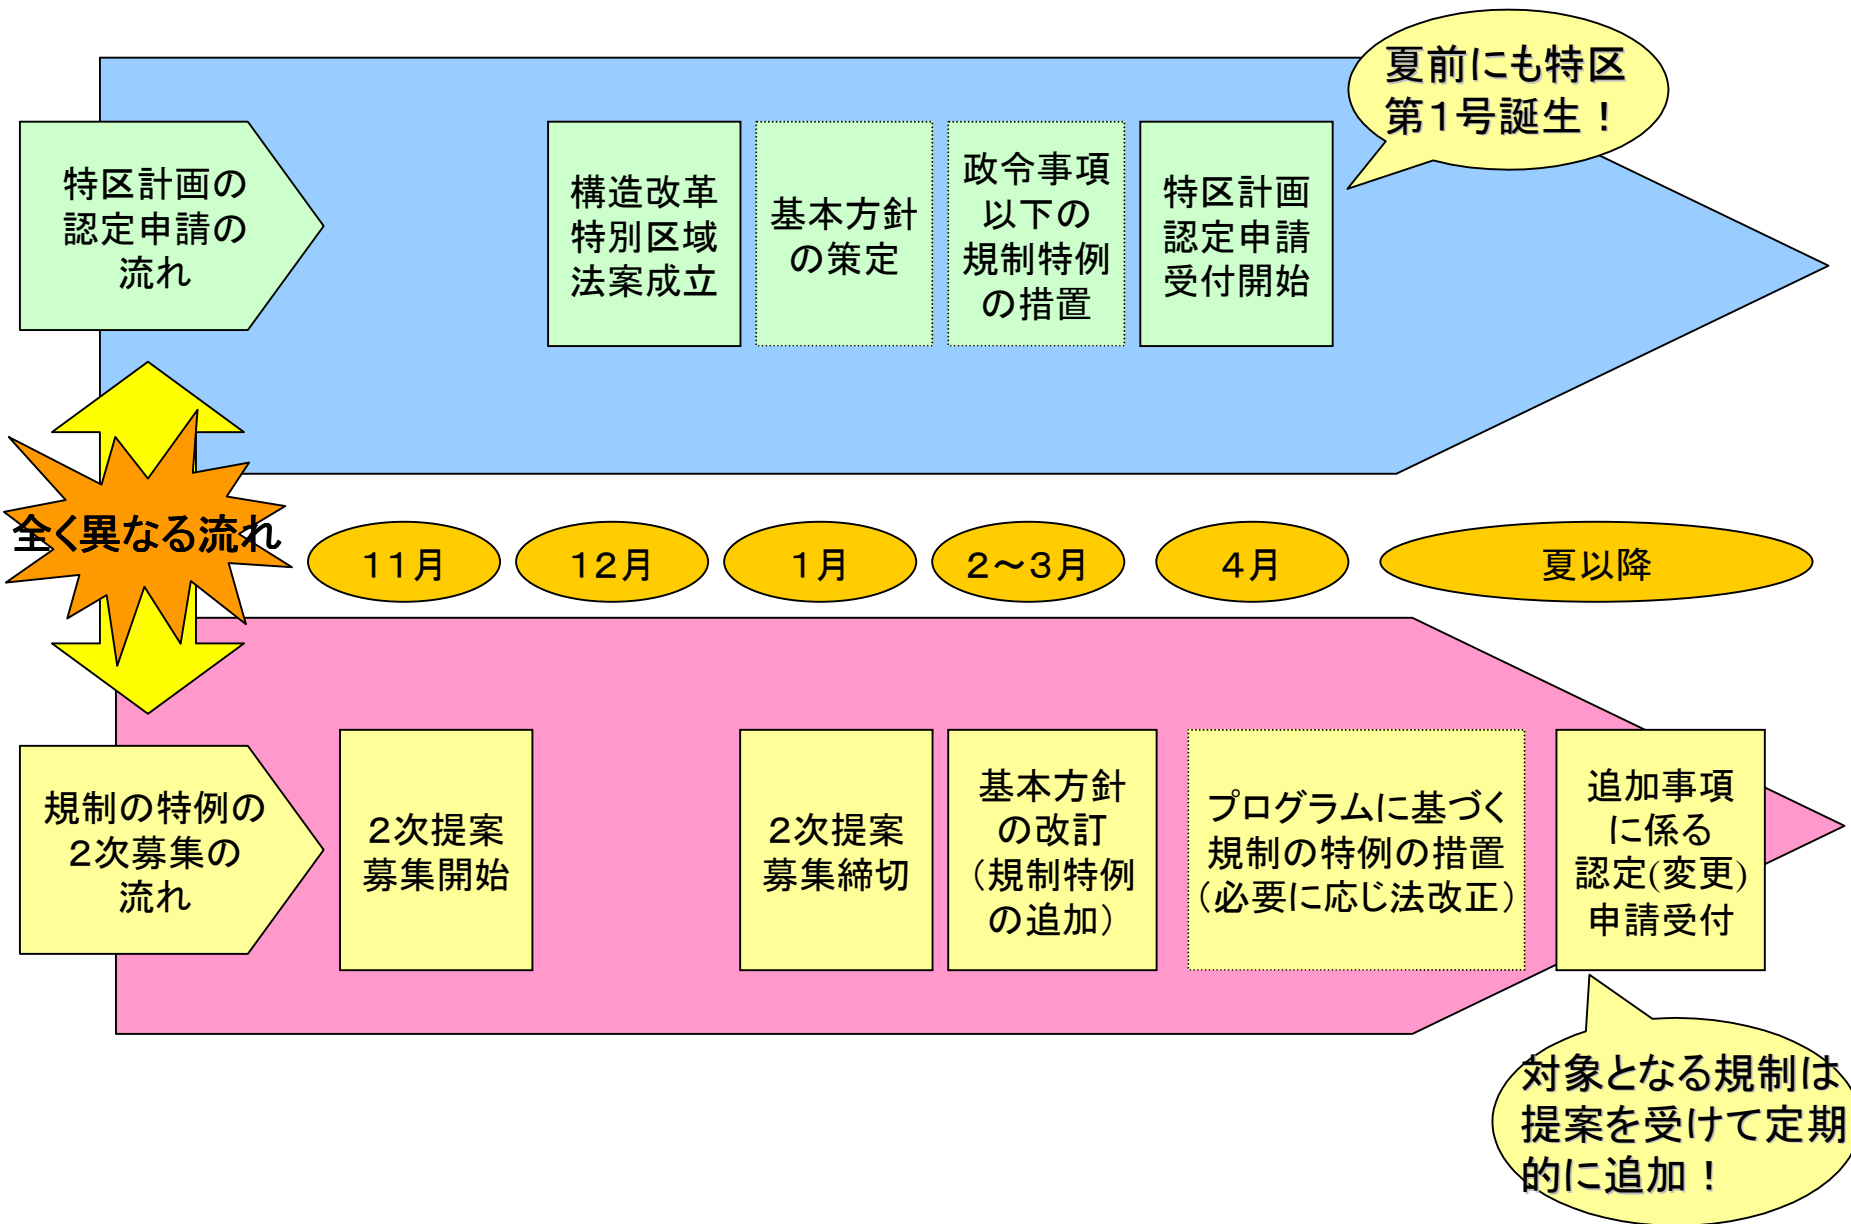 夏前にも特区
第１号誕生！
特区計画の
認定申請の
流れ
構造改革
特別区域
法案成立
基本方針
の策定
政令事項
以下の
規制特例
の措置
特区計画
認定申請
受付開始
全く異なる流れ
１１月
１２月
１月
２～３月
４月
夏以降
規制の特例の
２次募集の
流れ
２次提案
募集開始
２次提案
募集締切
基本方針
の改訂
（規制特例
の追加）
プログラムに基づく
規制の特例の措置
（必要に応じ法改正）
追加事項
に係る
認定(変更)
申請受付
対象となる規制は
提案を受けて定期
的に追加！